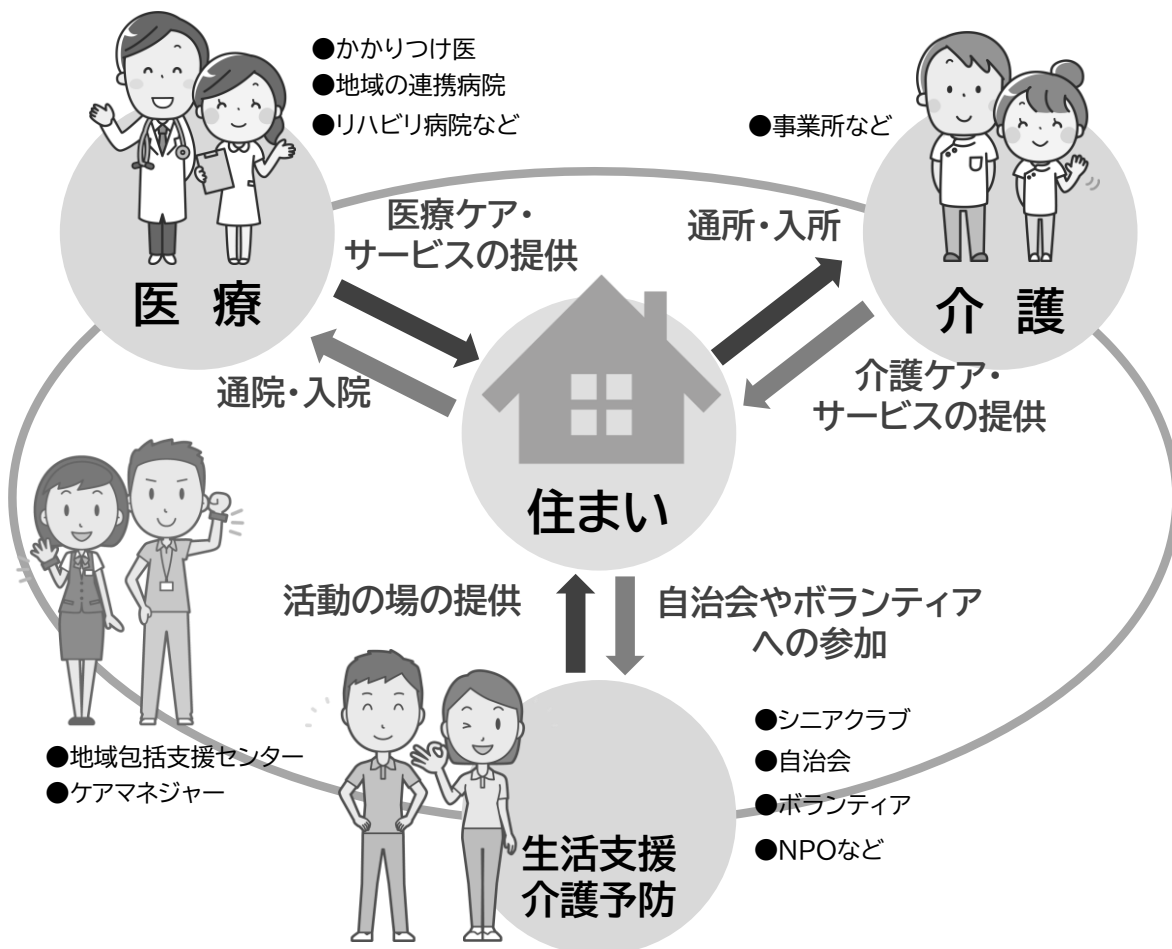 ●かかりつけ医
●地域の連携病院
●リハビリ病院など
●事業所など
医療ケア・
サービスの提供
通所・入所
医療
介護
通院・入院
介護ケア・
サービスの提供
住まい
活動の場の提供
自治会やボランティア
への参加
●地域包括支援センター
●ケアマネジャー
●シニアクラブ
●自治会
●ボランティア
●NPOなど
生活支援
介護予防